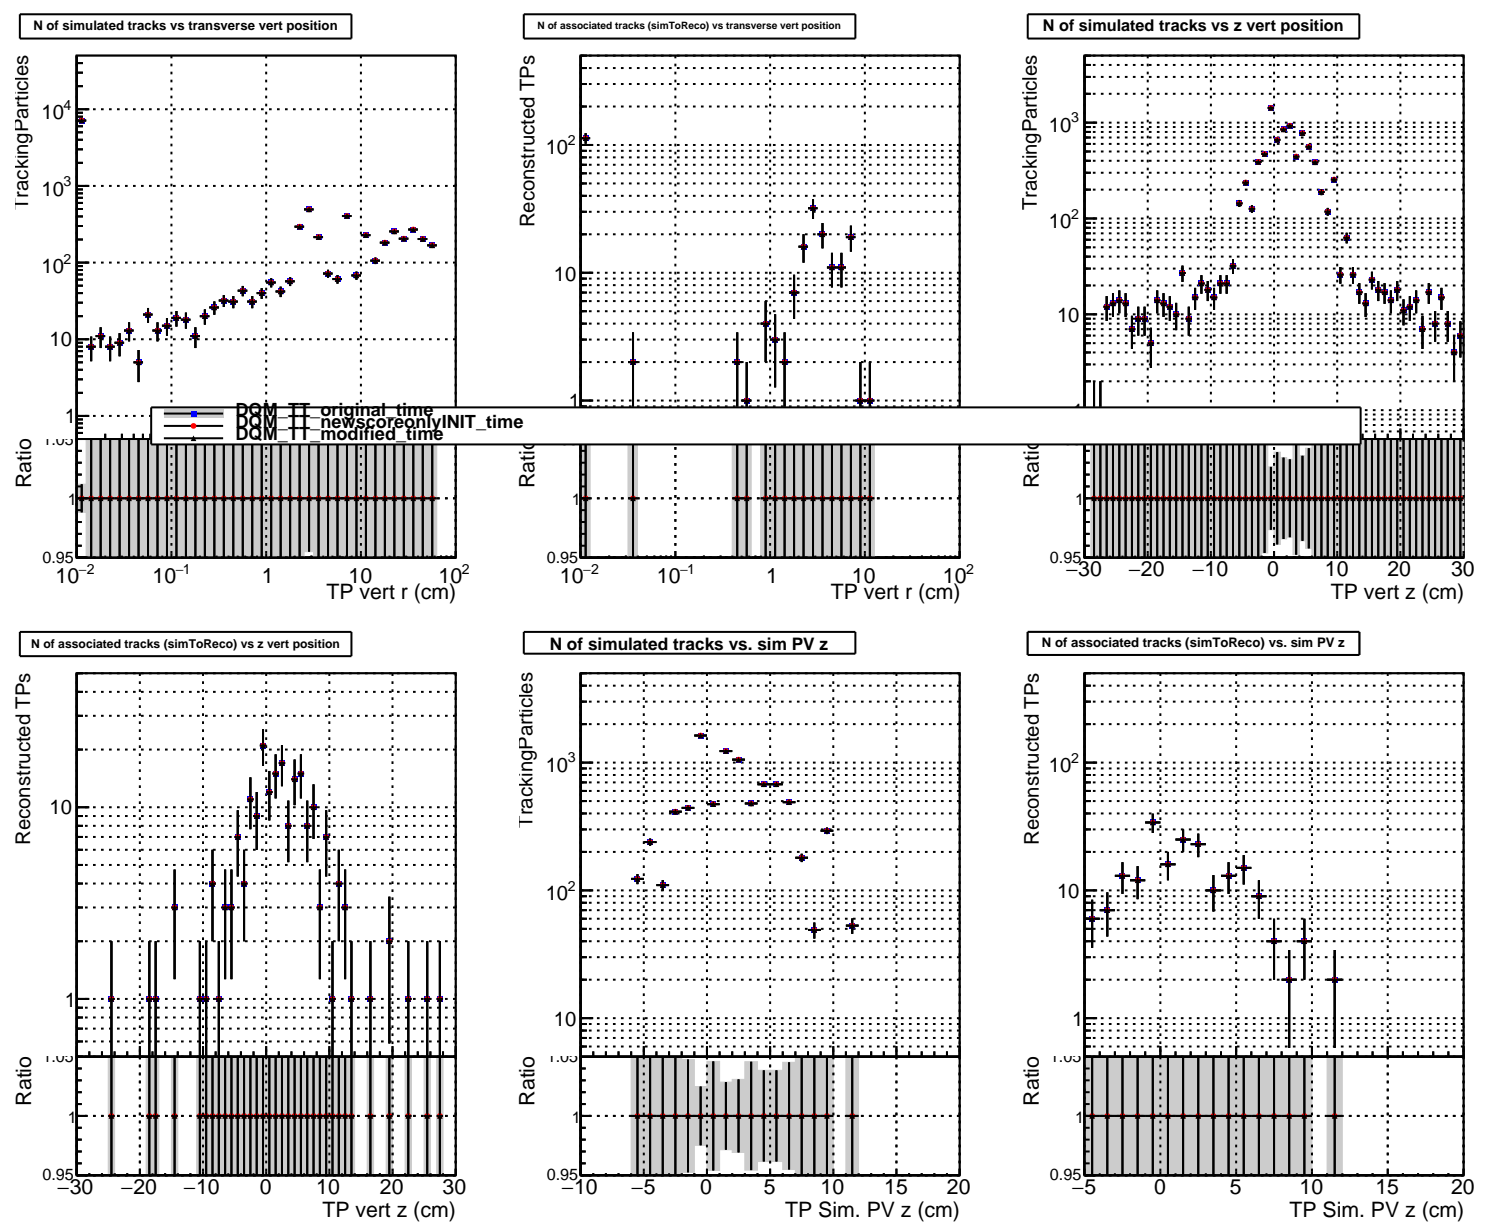 N of simulated tracks vs transverse vert position
TrackingParticles
10^4
10^3
10^2
10
1
Ratio
1.05
1
0.95
10^−2 10^−1 1 10 10^2
TP vert r (cm)
N of associated tracks (simToReco) vs transverse vert position
Reconstructed TPs
10^2
10
1
Ratio
1
0.95
10^−2 10^−1 1 10 10^2
TP vert r (cm)
N of simulated tracks vs z vert position
TrackingParticles
10^3
10^2
10
1
Ratio
1
0.95
−30 −20 −10 0 10 20 30
TP vert z (cm)
DQM_TT_original_time
DQM_TT_newscoreonlyINIT_time
DQM_TT_modified_time
N of associated tracks (simToReco) vs z vert position
Reconstructed TPs
10
1
Ratio
1.05
1
0.95
−30 −20 −10 0 10 20 30
TP vert z (cm)
N of simulated tracks vs. sim PV z
TrackingParticles
10^3
10^2
10
Ratio
1.05
1
0.95
−10 −5 0 5 10 15 20
TP Sim. PV z (cm)
N of associated tracks (simToReco) vs. sim PV z
Reconstructed TPs
10^2
10
1
Ratio
1.05
1
0.95
−5 0 5 10 15 20
TP Sim. PV z (cm)